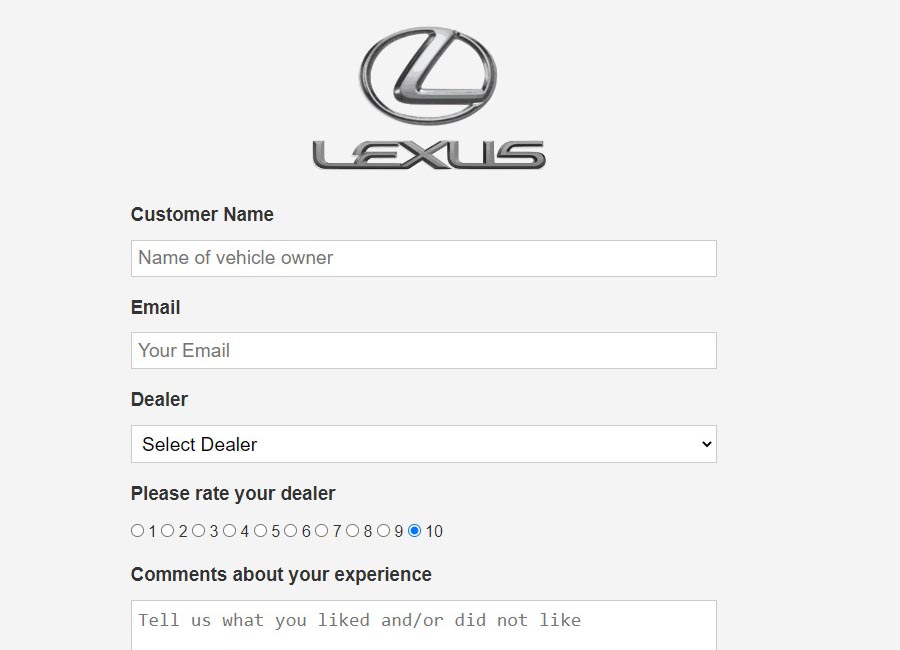 LEXUS
Customer Name
Name of vehicle owner
Email
Your Email
Dealer
Select Dealer
Please rate your dealer
1 2 3 4 5 6 7 8 9 10
Comments about your experience
Tell us what you liked and/or did not like